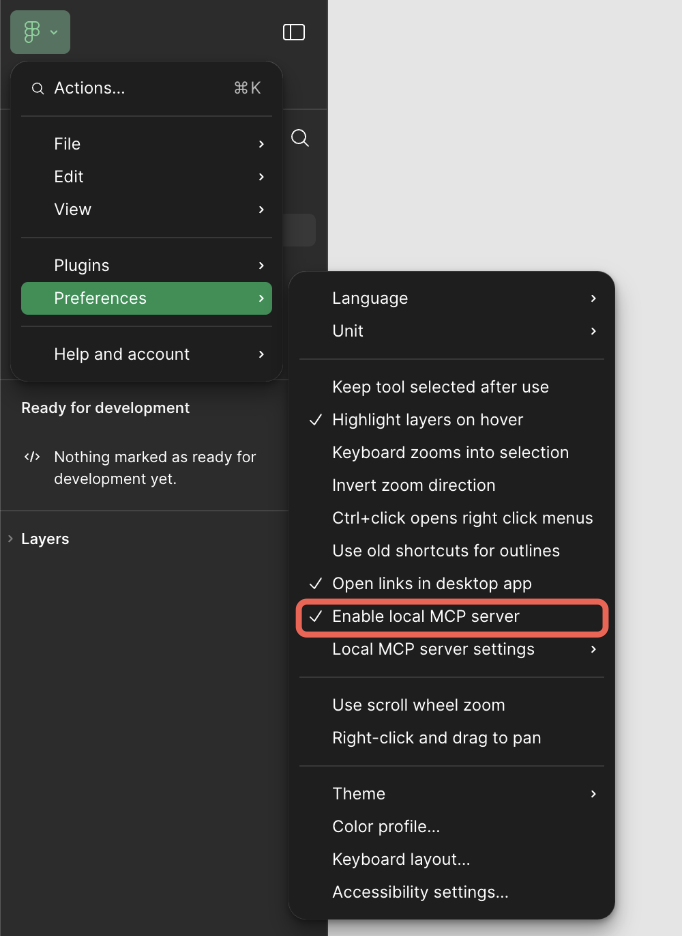 Actions... ⌘K
File
Edit
View
Plugins
Preferences
Help and account
Ready for development
Nothing marked as ready for
development yet.
Layers
Language
Unit
Keep tool selected after use
Highlight layers on hover
Keyboard zooms into selection
Invert zoom direction
Ctrl+click opens right click menus
Use old shortcuts for outlines
Open links in desktop app
Enable local MCP server
Local MCP server settings
Use scroll wheel zoom
Right-click and drag to pan
Theme
Color profile...
Keyboard layout...
Accessibility settings...